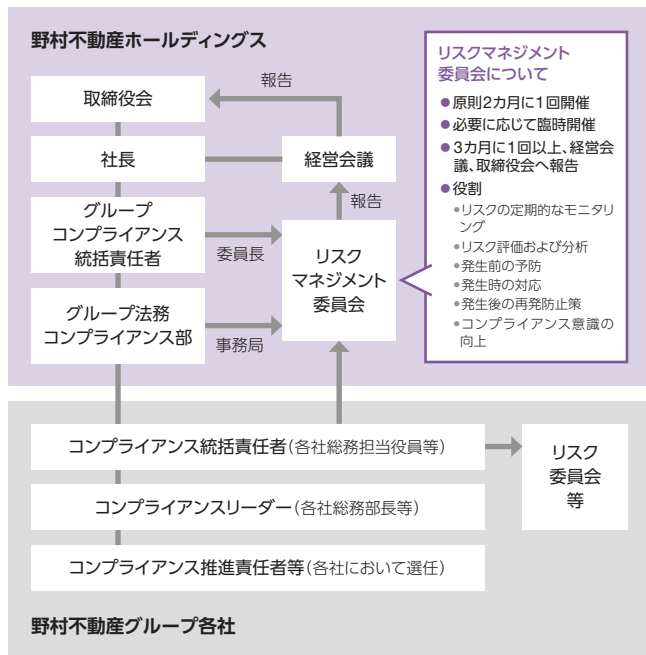 野村不動産ホールディングス
取締役会
報告
社長
経営会議
グループ
コンプライアンス
統括責任者
委員長
報告
リスク
マネジメント
委員会
グループ法務
コンプライアンス部
事務局
リスクマネジメント
委員会について
●原則2カ月に1回開催
●必要に応じて臨時開催
●3カ月に1回以上、経営会
議、取締役会へ報告
●役割
●リスクの定期的なモニタリ
ング
●リスク評価および分析
●発生前の予防
●発生時の対応
●発生後の再発防止策
●コンプライアンス意識の
向上
コンプライアンス統括責任者(各社総務担当役員等)
リスク
委員会
等
コンプライアンスリーダー(各社総務部長等)
コンプライアンス推進責任者等(各社において選任)
野村不動産グループ各社